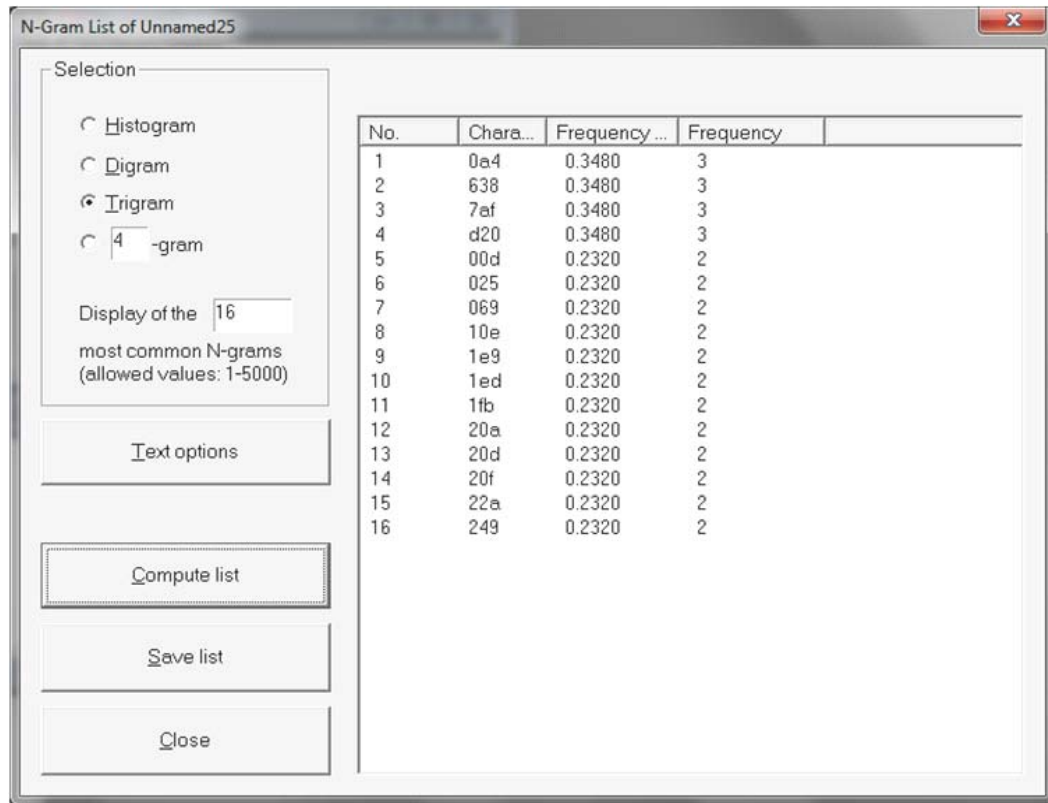 N-Gram List of Unnamed25
x
Selection
Histogram
Digram
Trigram
4 -gram
Display of the 16
most common N-grams
(allowed values: 1-5000)
Text options
Compute list
Save list
Close
No. Chara... Frequency ... Frequency
1 0a4 0.3480 3
2 638 0.3480 3
3 7af 0.3480 3
4 d20 0.3480 3
5 00d 0.2320 2
6 025 0.2320 2
7 069 0.2320 2
8 10e 0.2320 2
9 1e9 0.2320 2
10 1ed 0.2320 2
11 1fb 0.2320 2
12 20a 0.2320 2
13 20d 0.2320 2
14 20f 0.2320 2
15 22a 0.2320 2
16 249 0.2320 2